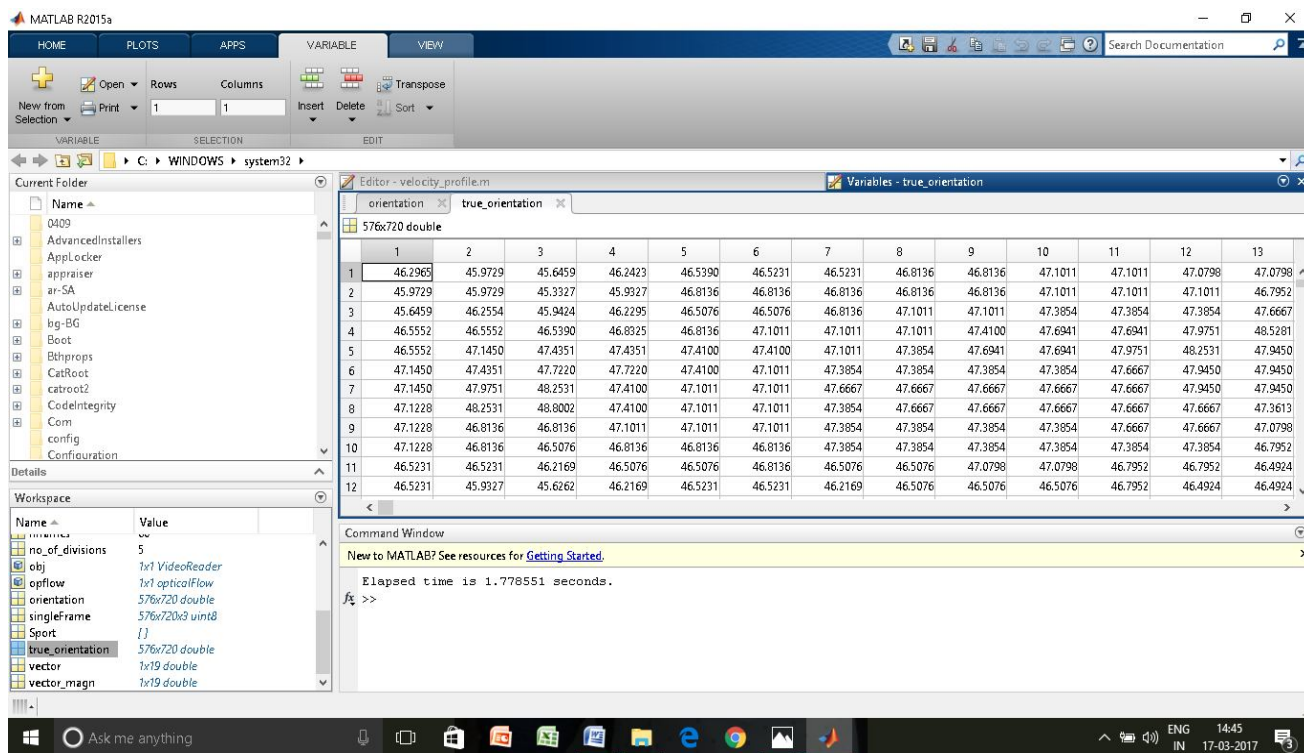 MATLAB R2015a
HOME PLOTS APPS VARIABLE VIEW Search Documentation
New from Selection Open Print Rows 1 Columns 1 Insert Delete Transpose Sort
VARIABLE SELECTION EDIT
C: WINDOWS system32
Current Folder
Name
0409
AdvancedInstallers
AppLocker
appraiser
ar-SA
AutoUpdateLicense
bg-BG
Boot
Bthprops
CatRoot
catroot2
CodeIntegrity
Com
config
Configuration
Details
Workspace
Name Value
no_of_divisions 5
obj 1x1 VideoReader
opflow 1x1 opticalFlow
orientation 576x720 double
singleFrame 576x720x3 uint8
Sport []
true_orientation 576x720 double
vector 1x19 double
vector_magn 1x19 double
Editor - velocity_profile.m Variables - true_orientation
orientation true_orientation
576x720 double
1 2 3 4 5 6 7 8 9 10 11 12 13
1 46.2965 45.9729 45.6459 46.2423 46.5390 46.5231 46.5231 46.8136 46.8136 47.1011 47.1011 47.0798 47.0798
2 45.9729 45.9729 45.3327 45.9327 46.8136 46.8136 46.8136 46.8136 46.8136 47.1011 47.1011 47.1011 46.7952
3 45.6459 46.2554 45.9424 46.2295 46.5076 46.5076 46.8136 47.1011 47.1011 47.3854 47.3854 47.3854 47.6667
4 46.5552 46.5552 46.5390 46.8325 46.8136 47.1011 47.1011 47.1011 47.4100 47.6941 47.6941 47.9751 48.5281
5 46.5552 47.1450 47.4351 47.4351 47.4100 47.4100 47.1011 47.3854 47.6941 47.6941 47.9751 48.2531 47.9450
6 47.1450 47.4351 47.7220 47.7220 47.4100 47.1011 47.3854 47.3854 47.3854 47.3854 47.6667 47.9450 47.9450
7 47.1450 47.9751 48.2531 47.4100 47.1011 47.1011 47.6667 47.6667 47.6667 47.6667 47.6667 47.9450 47.9450
8 47.1228 48.2531 48.8002 47.4100 47.1011 47.1011 47.3854 47.6667 47.6667 47.6667 47.6667 47.6667 47.3613
9 47.1228 46.8136 46.8136 47.1011 47.1011 47.1011 47.3854 47.3854 47.3854 47.3854 47.6667 47.6667 47.0798
10 47.1228 46.8136 46.5076 46.8136 46.8136 46.8136 47.3854 47.3854 47.3854 47.3854 47.3854 47.3854 46.7952
11 46.5231 46.5231 46.2169 46.5076 46.5076 46.8136 46.5076 46.5076 47.0798 47.0798 46.7952 46.7952 46.4924
12 46.5231 45.9327 45.6262 46.2169 46.5231 46.5231 46.2169 46.5076 46.5076 46.5076 46.7952 46.4924 46.4924
Command Window
New to MATLAB? See resources for Getting Started.
Elapsed time is 1.778551 seconds.
fx >>
Ask me anything
ENG 14:45
IN 17-03-2017
3